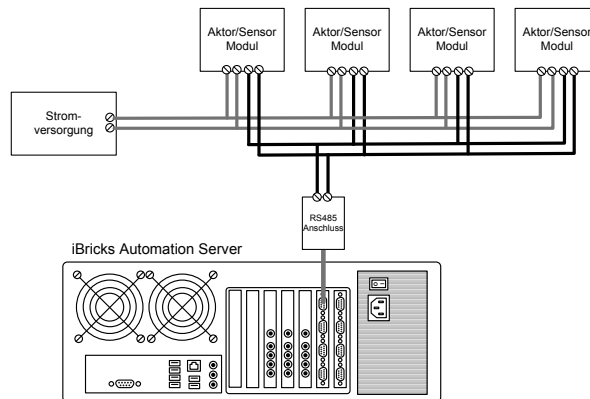 Aktor/Sensor
Modul
Aktor/Sensor
Modul
Aktor/Sensor
Modul
Aktor/Sensor
Modul
Strom-
versorgung
RS485
Anschluss
iBricks Automation Server